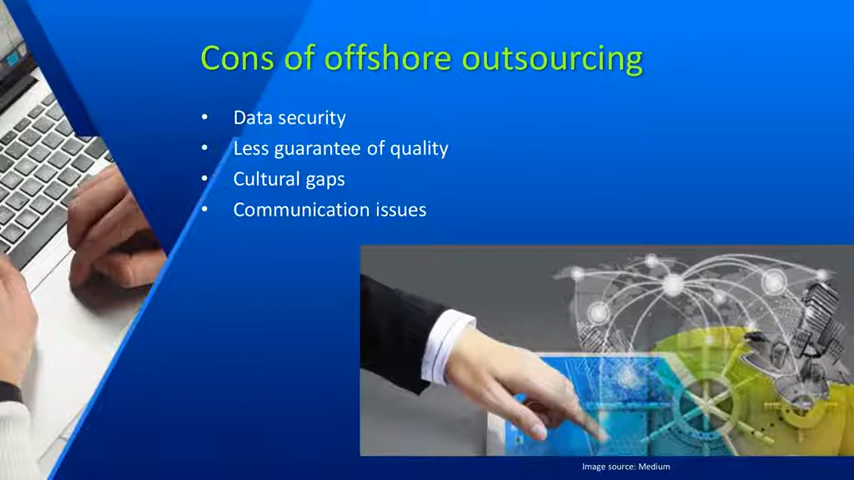 Cons of offshore outsourcing
• Data security
• Less guarantee of quality
• Cultural gaps
• Communication issues
Image source: Medium